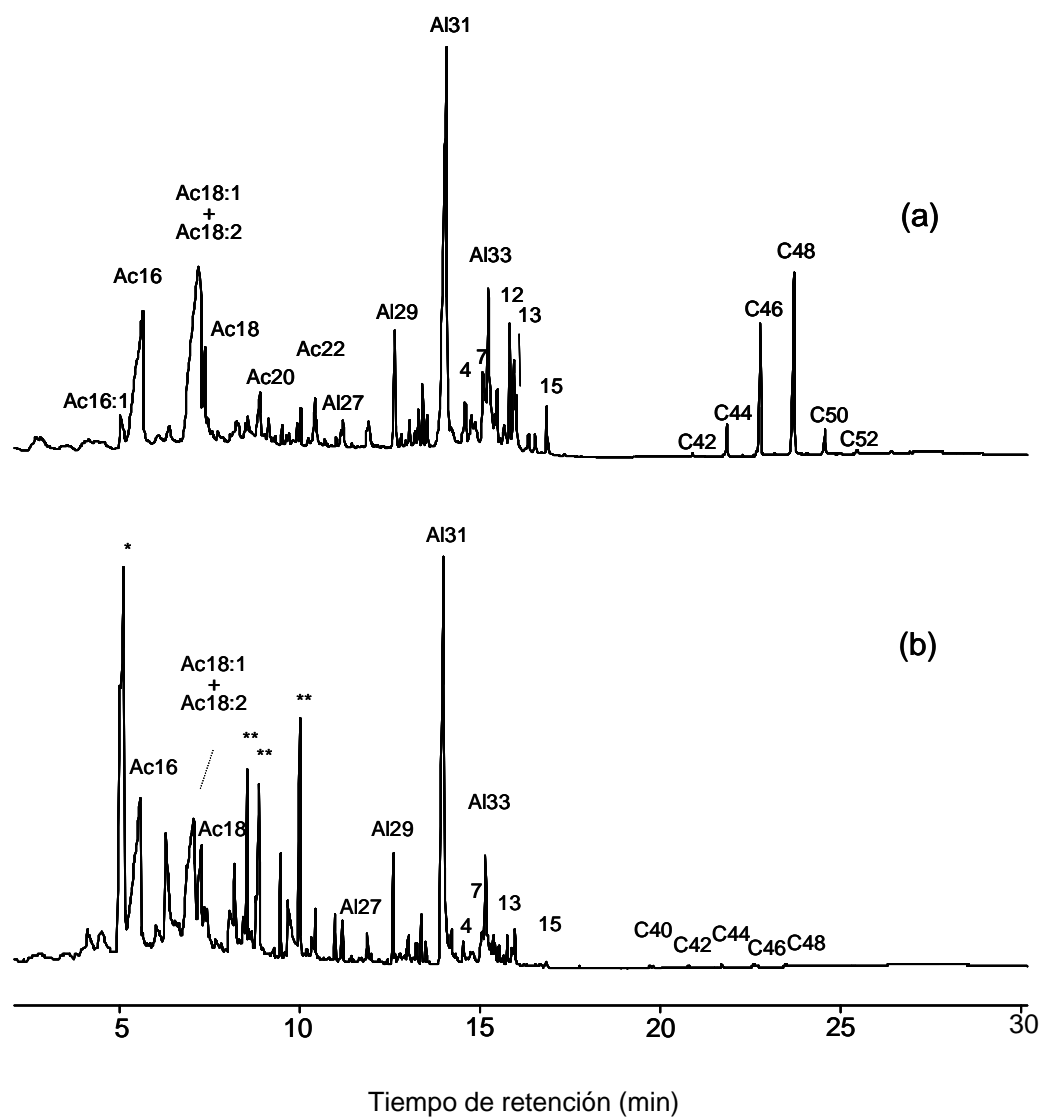 Al31
Ac18:1
+
Ac18:2
(a)
Al33
C48
Ac16
12
C46
Al29
13
Ac18
Ac22
7
4
Ac20
15
Ac16:1
Al27
C44
C50
C42
C52
Al31
*
(b)
Ac18:1
+
Ac18:2
**
**
**
Ac16
Al33
Ac18
Al29
7
13
Al27
4
15
C40
C44
C42
C46
C48
5
10
15
20
25
30
Tiempo de retención (min)